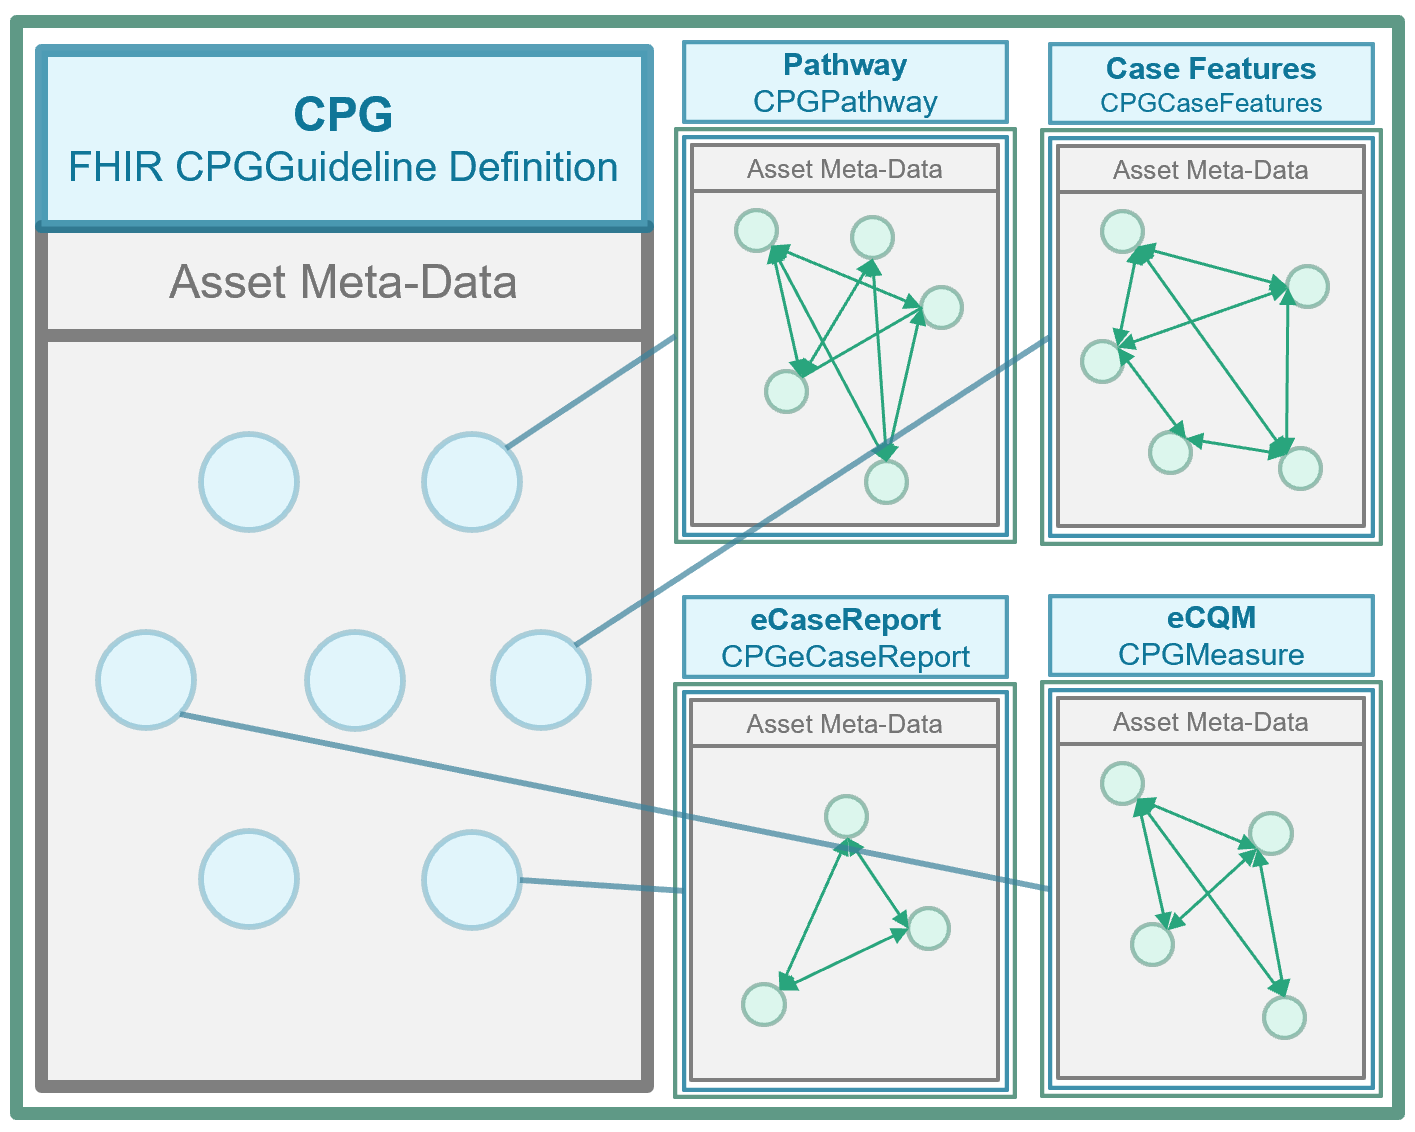 CPG
FHIR CPGGuideline Definition
Asset Meta-Data
Pathway
CPGPathway
Asset Meta-Data
Case Features
CPGCaseFeatures
Asset Meta-Data
eCaseReport
CPGeCaseReport
Asset Meta-Data
eCQM
CPGMeasure
Asset Meta-Data